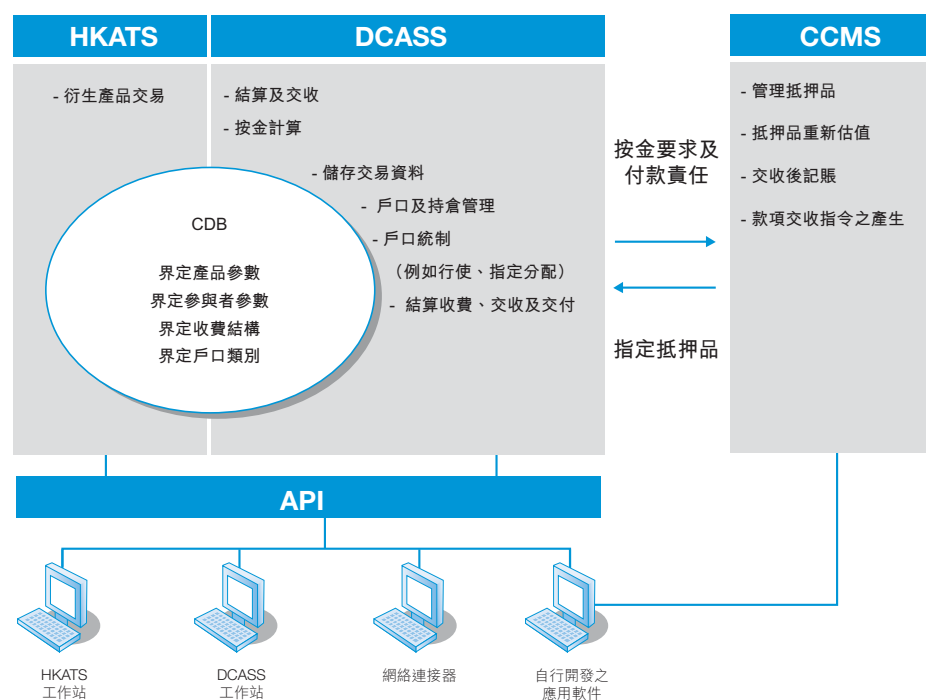 HKATS
- 衍生產品交易
DCASS
- 結算及交收
- 按金計算
- 儲存交易資料
- 戶口及持倉管理
- 戶口統制
（例如行使、指定分配）
- 結算收費、交收及交付
CDB
界定產品參數
界定參與者參數
界定收費結構
界定戶口類別
按金要求及
付款責任
指定抵押品
CCMS
- 管理抵押品
- 抵押品重新估值
- 交收後記賬
- 款項交收指令之產生
API
HKATS
工作站
DCASS
工作站
網絡連接器
自行開發之
應用軟件